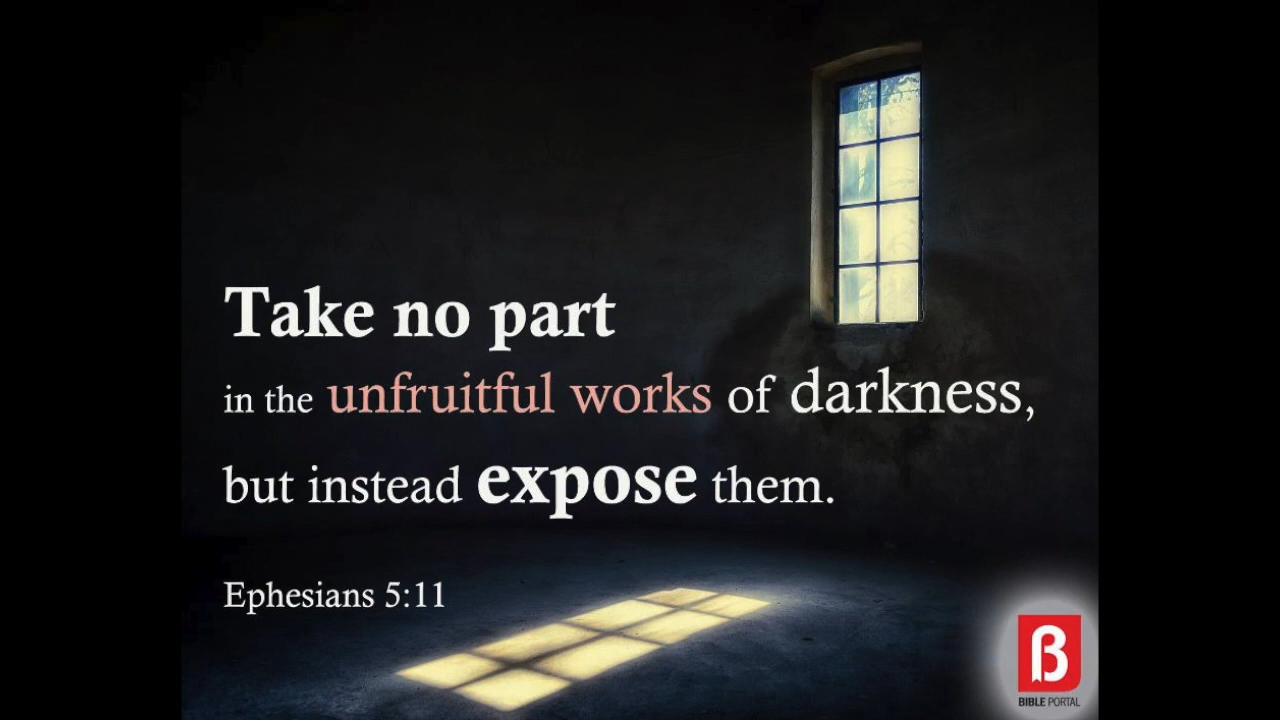 Take no part
in the unfruitful works of darkness,
but instead expose them.
Ephesians 5:11
β
BIBLE PORTAL